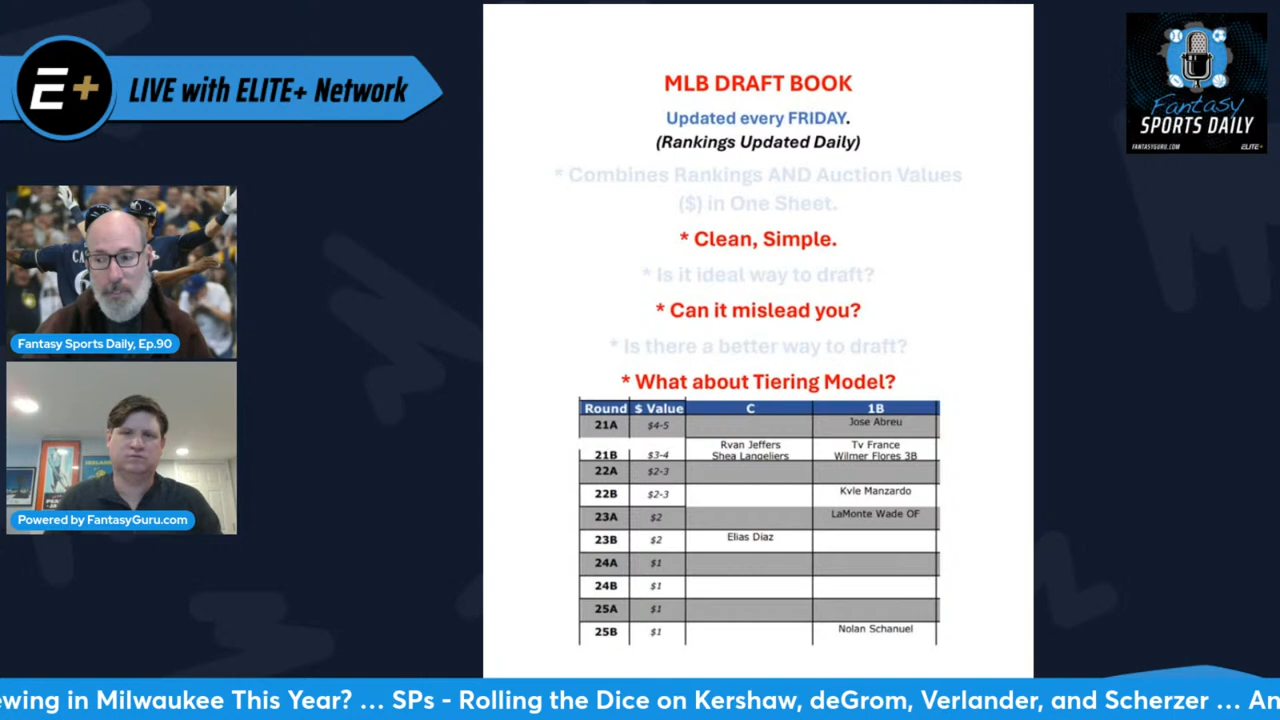 E+
LIVE with ELITE+ Network
Fantasy
SPORTS DAILY
FANTASYGURU.COM
ELITE+
Fantasy Sports Daily, Ep.90
Powered by FantasyGuru.com
MLB DRAFT BOOK
Updated every FRIDAY.
(Rankings Updated Daily)
* Combines Rankings AND Auction Values
($) in One Sheet.
* Clean, Simple.
* Is it ideal way to draft?
* Can it mislead you?
* Is there a better way to draft?
* What about Tiering Model?
Round $ Value C 1B
21A $4-5 Jose Abreu
Ryan Jeffers Ty France
21B $3-4 Shea Langeliers Wilmer Flores 3B
22A $2-3
22B $2-3 Kyle Manzardo
23A $2 LaMonte Wade OF
23B $2 Elias Diaz
24A $1
24B $1
25A $1
25B $1 Nolan Schanuel
ewing in Milwaukee This Year? ... SPs - Rolling the Dice on Kershaw, deGrom, Verlander, and Scherzer ... An